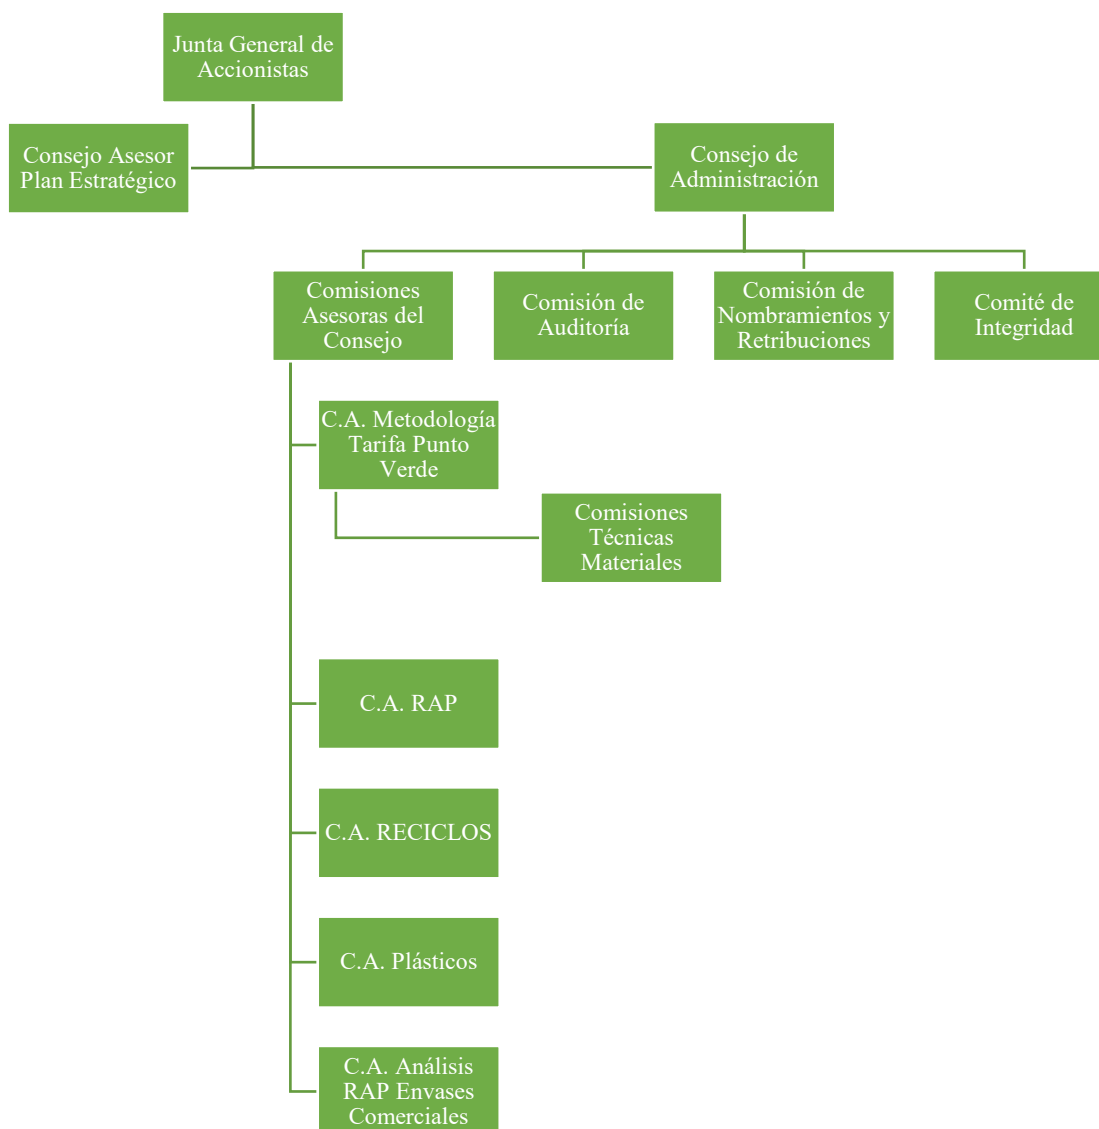 Junta General de
Accionistas
Consejo Asesor
Plan Estratégico
Consejo de
Administración
Comisiones
Asesoras del
Consejo
Comisión de
Auditoría
Comisión de
Nombramientos y
Retribuciones
Comité de
Integridad
C.A. Metodología
Tarifa Punto
Verde
Comisiones
Técnicas
Materiales
C.A. RAP
C.A. RECICLOS
C.A. Plásticos
C.A. Análisis
RAP Envases
Comerciales